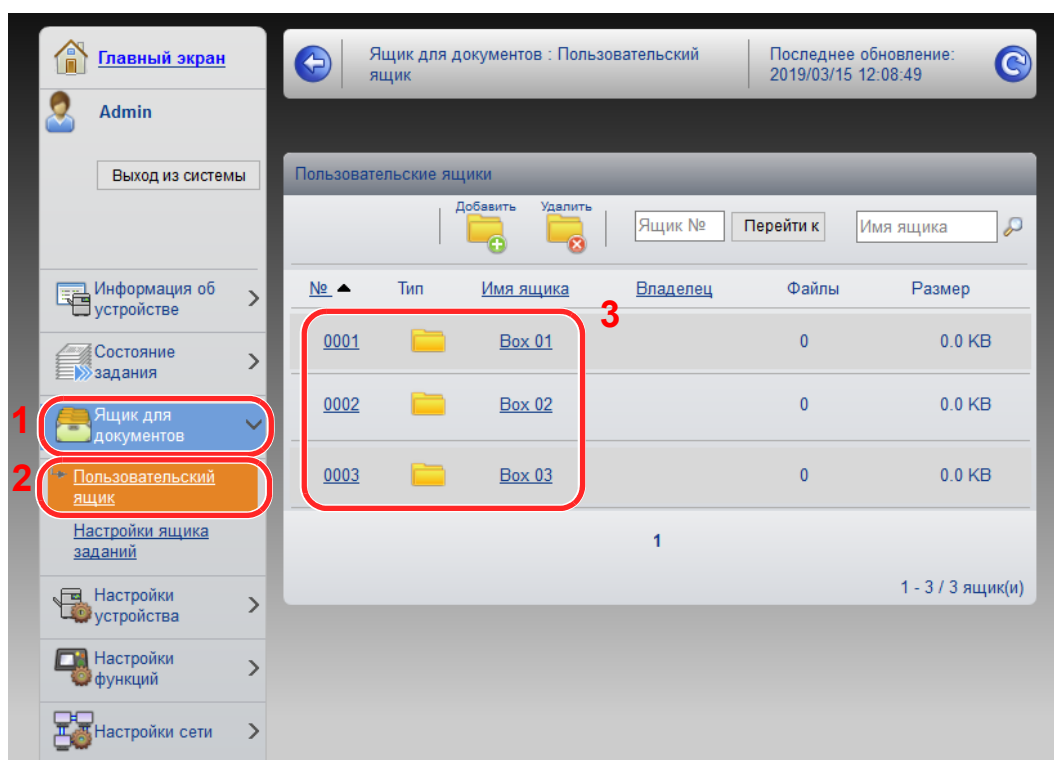 Главный экран
Admin
Выход из системы
Информация об
устройстве
Состояние
задания
1
Ящик для
документов
2
Пользовательский
ящик
Настройки ящика
заданий
Настройки
устройства
Настройки
функций
Настройки сети
Ящик для документов : Пользовательский
ящик
Последнее обновление:
2019/03/15 12:08:49
Пользовательские ящики
Добавить Удалить
Ящик № Перейти к Имя ящика
№ Тип Имя ящика Владелец Файлы Размер
3
0001 Box 01 0 0.0 KB
0002 Box 02 0 0.0 KB
0003 Box 03 0 0.0 KB
1
1 - 3 / 3 ящик(и)